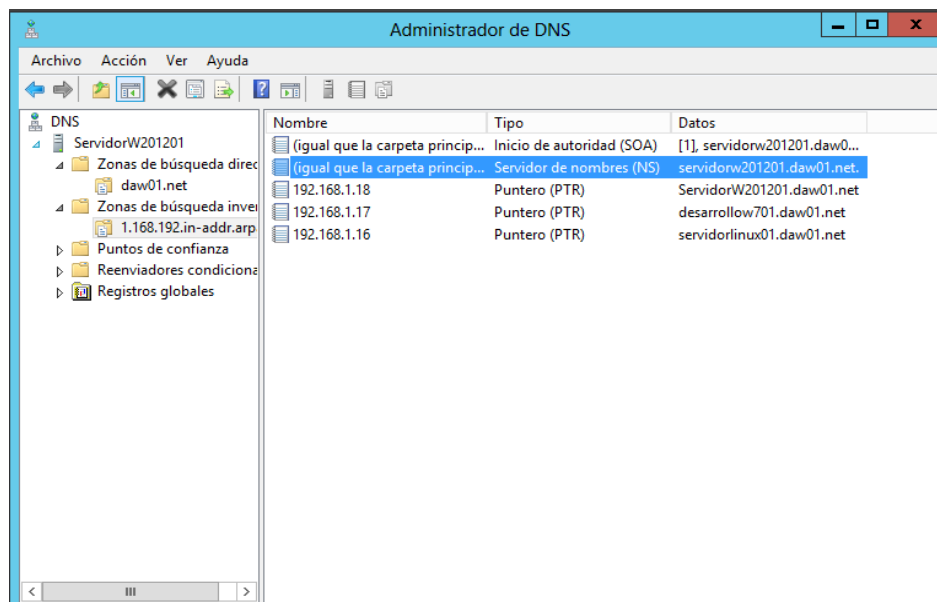 Administrador de DNS
Archivo Acción Ver Ayuda
DNS
ServidorW201201
Zonas de búsqueda direc
daw01.net
Zonas de búsqueda inver
1.168.192.in-addr.arp
Puntos de confianza
Reenviadores condiciona
Registros globales
Nombre Tipo Datos
(igual que la carpeta princip... Inicio de autoridad (SOA) [1], servidorw201201.daw0...
(igual que la carpeta princip... Servidor de nombres (NS) servidorw201201.daw01.net.
192.168.1.18 Puntero (PTR) ServidorW201201.daw01.net
192.168.1.17 Puntero (PTR) desarrollow701.daw01.net
192.168.1.16 Puntero (PTR) servidorlinux01.daw01.net